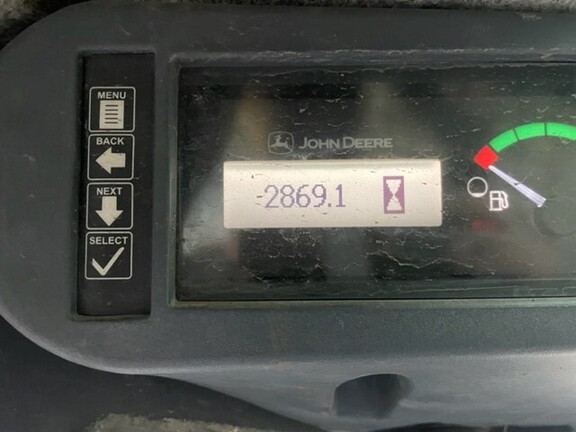 MENU
BACK
NEXT
SELECT
JOHN DEERE
2869.1